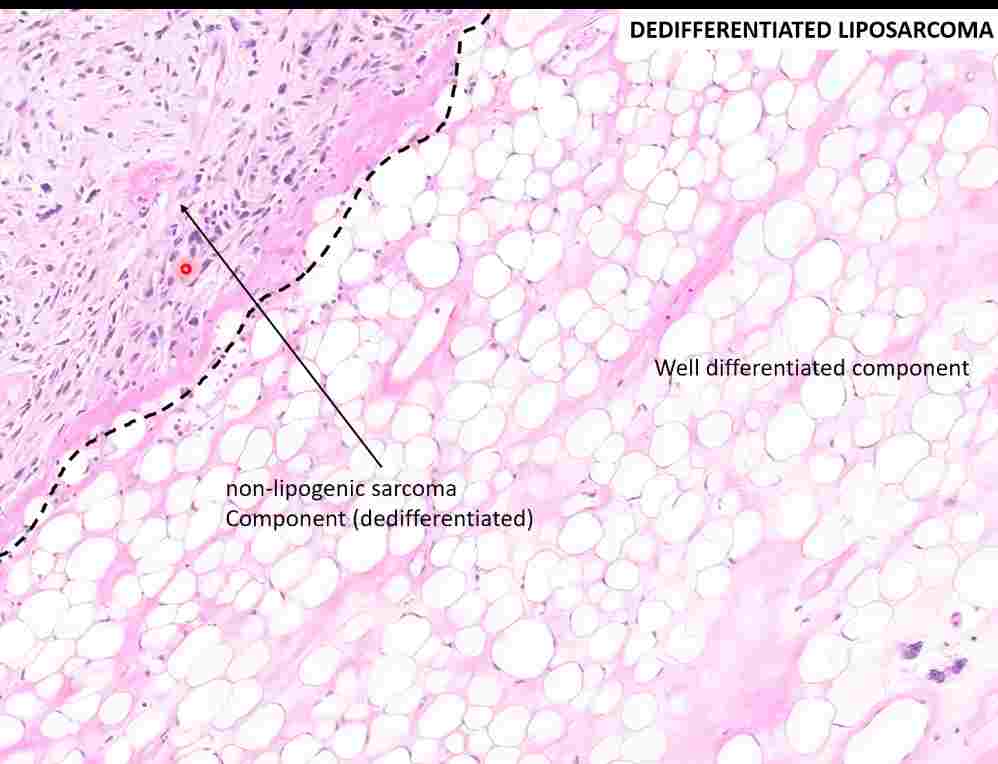 DEDIFFERENTIATED LIPOSARCOMA
Well differentiated component
non-lipogenic sarcoma
Component (dedifferentiated)